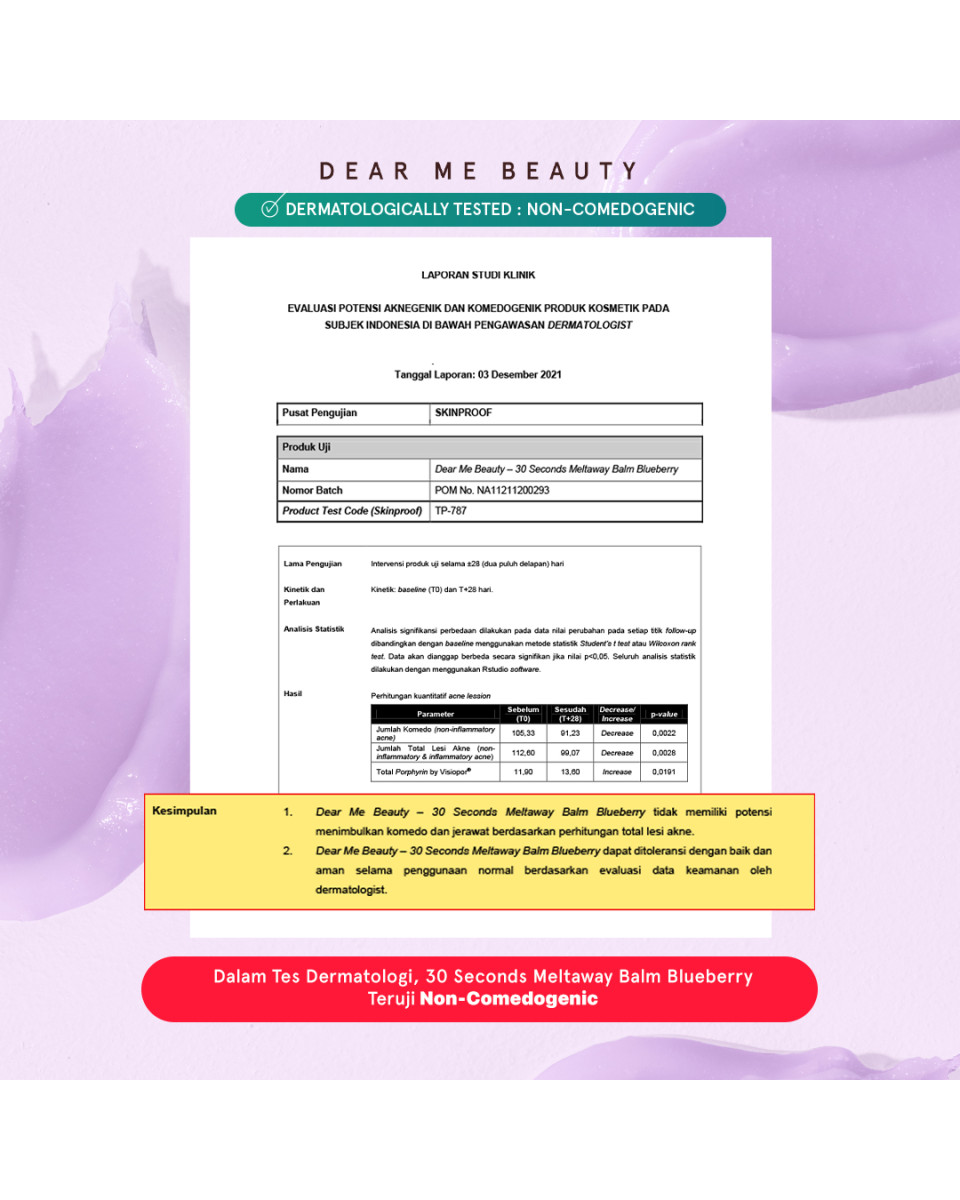 DEAR ME BEAUTY
DERMATOLOGICALLY TESTED : NON-COMEDOGENIC
LAPORAN STUDI KLINIK
EVALUASI POTENSI AKNEGENIK DAN KOMEDOGENIK PRODUK KOSMETIK PADA
SUBJEK INDONESIA DI BAWAH PENGAWASAN DERMATOLOGIST
Tanggal Laporan: 03 Desember 2021
Pusat Pengujian SKINPROOF
Produk Uji
Nama Dear Me Beauty – 30 Seconds Meltaway Balm Blueberry
Nomor Batch POM No. NA11211200293
Product Test Code (Skinproof) TP-787
Lama Pengujian Intervensi produk uji selama ±28 (dua puluh delapan) hari
Kinetik dan Kinetik: baseline (T0) dan T+28 hari.
Perlakuan
Analisis Statistik Analisis signifikansi perbedaan dilakukan pada data nilai perubahan pada setiap titik follow-up
dibandingkan dengan baseline menggunakan metode statistik Student's t test atau Wilcoxon rank
test. Data akan dianggap berbeda secara signifikan jika nilai p<0,05. Seluruh analisis statistik
dilakukan dengan menggunakan Rstudio software.
Hasil Perhitungan kuantitatif acne lession
Parameter Sebelum (T0) Sesudah (T+28) Decrease/ Increase p-value
Jumlah Komedo (non-inflammatory acne) 105,33 91,23 Decrease 0,0022
Jumlah Total Lesi Akne (non-inflammatory & inflammatory acne) 112,60 99,07 Decrease 0,0028
Total Porphyrin by Visiopor® 11,90 13,60 Increase 0,0191
Kesimpulan 1. Dear Me Beauty – 30 Seconds Meltaway Balm Blueberry tidak memiliki potensi
menimbulkan komedo dan jerawat berdasarkan perhitungan total lesi akne.
2. Dear Me Beauty – 30 Seconds Meltaway Balm Blueberry dapat ditoleransi dengan baik dan
aman selama penggunaan normal berdasarkan evaluasi data keamanan oleh
dermatologist.
Dalam Tes Dermatologi, 30 Seconds Meltaway Balm Blueberry
Teruji Non-Comedogenic